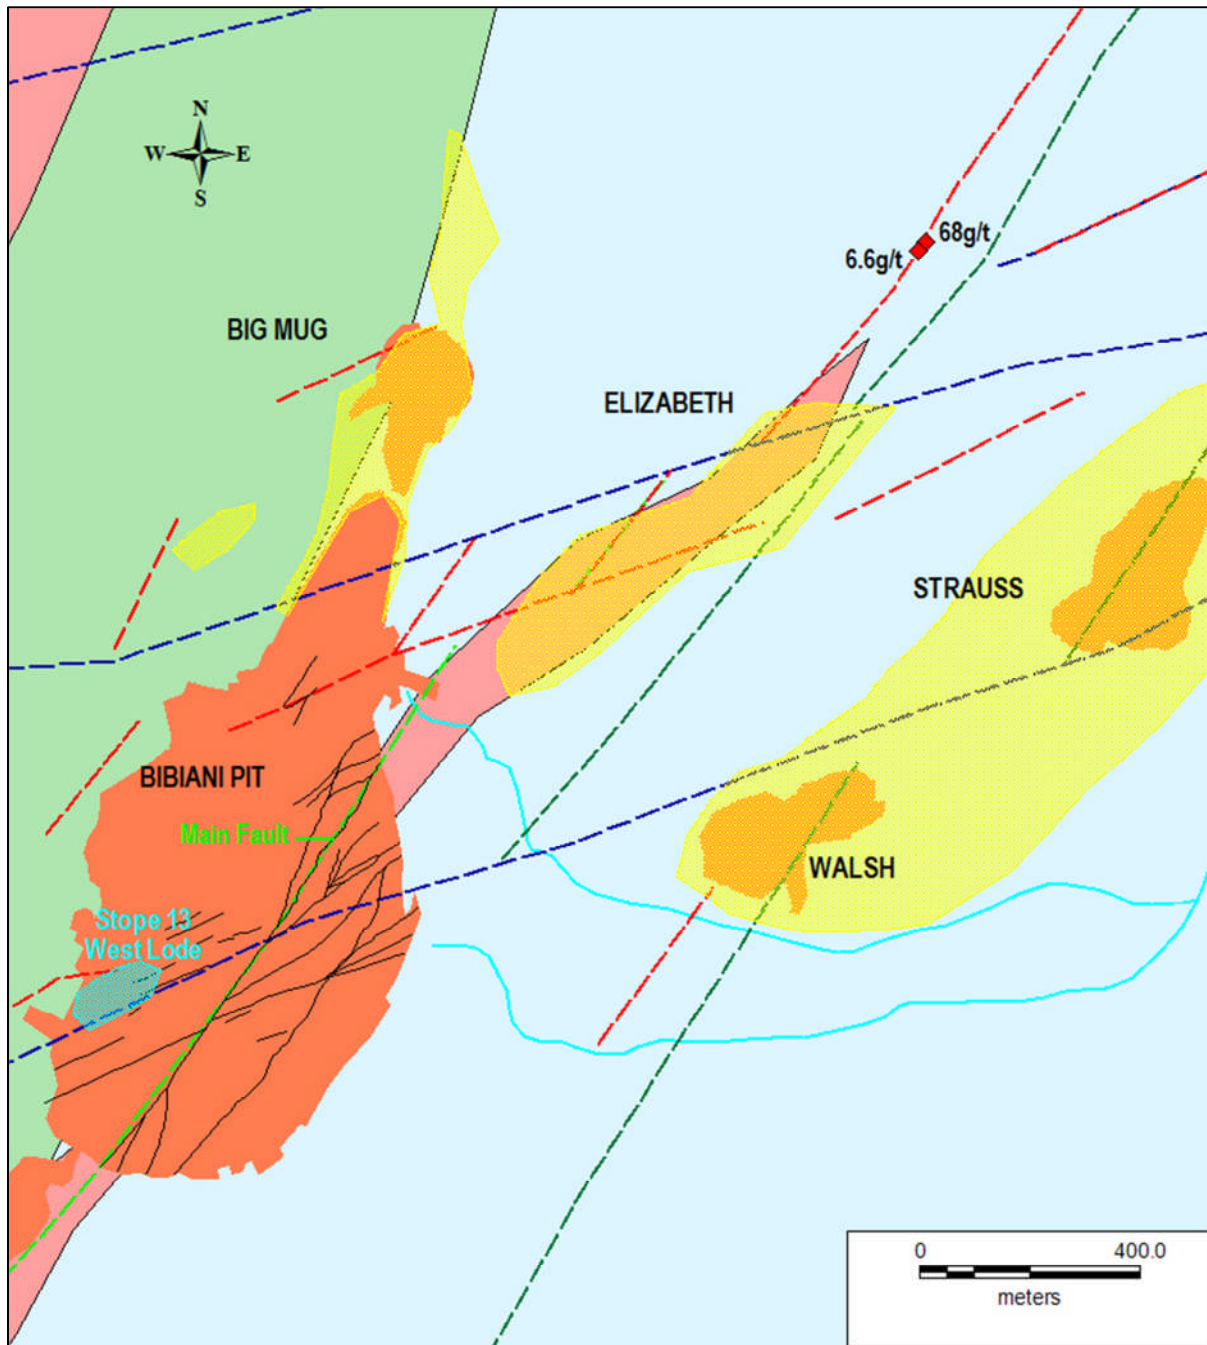 N
W E
S
68g/t
6.6g/t
BIG MUG
ELIZABETH
STRAUSS
BIBIANI PIT
Main Fault
WALSH
Stope 13
West Lode
0 400.0
meters